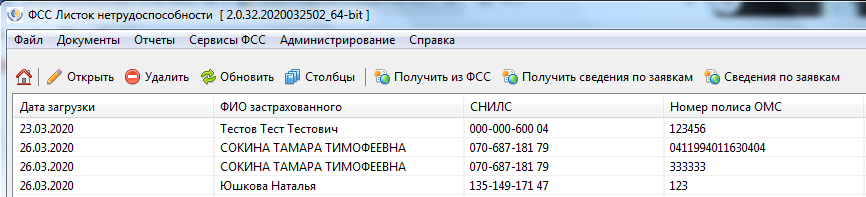 ФСС Листок нетрудоспособности [ 2.0.32.2020032502_64-bit ]
Файл Документы Отчеты Сервисы ФСС Администрирование Справка
Открыть Удалить Обновить Столбцы Получить из ФСС Получить сведения по заявкам Сведения по заявкам
Дата загрузки ФИО застрахованного СНИЛС Номер полиса ОМС
23.03.2020 Тестов Тест Тестович 000-000-600 04 123456
26.03.2020 СОКИНА ТАМАРА ТИМОФЕЕВНА 070-687-181 79 0411994011630404
26.03.2020 СОКИНА ТАМАРА ТИМОФЕЕВНА 070-687-181 79 333333
26.03.2020 Юшкова Наталья 135-149-171 47 123